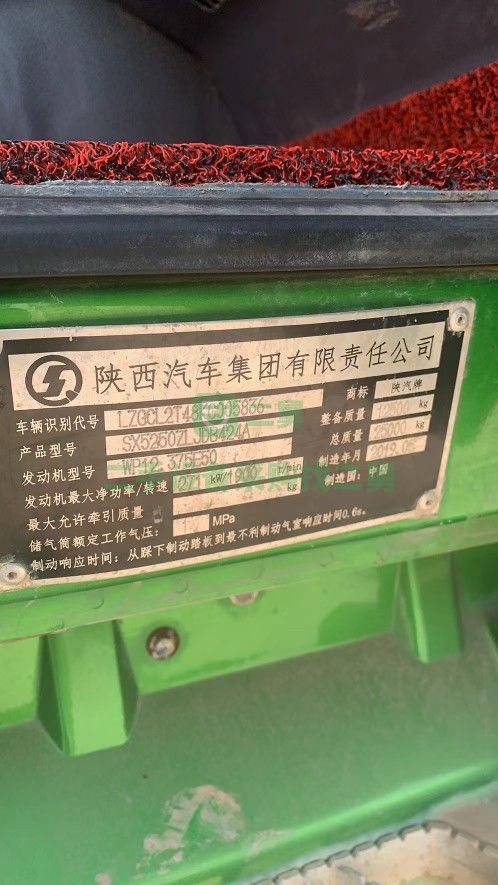 陕西汽车集团有限责任公司
车辆识别代号
商标 陕汽牌
产品型号 SX5250ZLJDB424A
整备质量 12500 kg
发动机型号 WP12.375E50
总质量 25000 kg
发动机最大净功率/转速 271 kW/1900 r/min
制造年月 2019.06
最大允许牵引质量 kg
制造国：中国
储气筒额定工作气压： 1 MPa
制动响应时间：从踩下制动踏板到最不利制动气室响应时间0.6s。